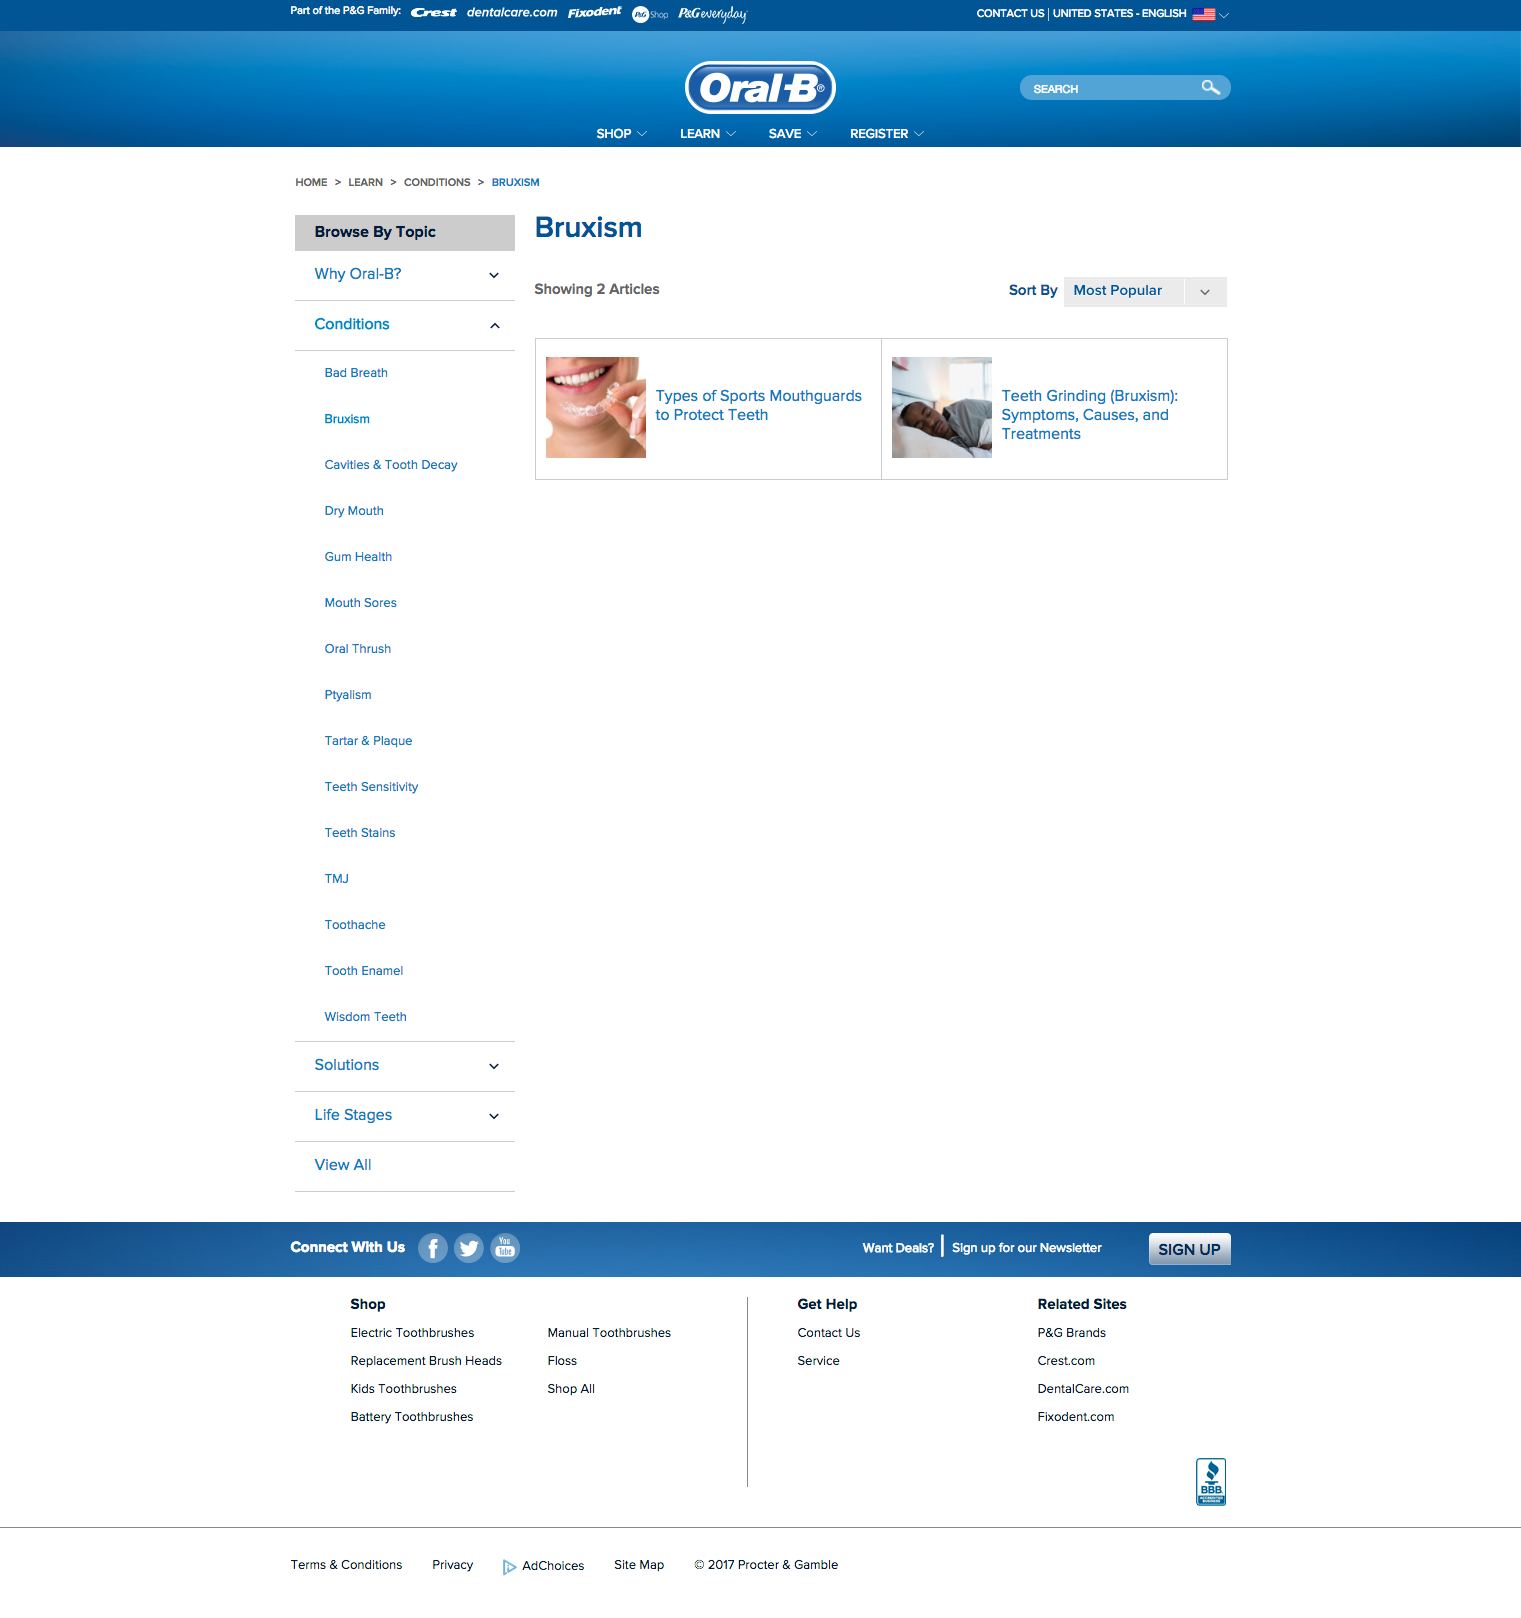 Part of the P&G Family: Crest dentalcare.com Fixodent P&G Shop P&G everyday
CONTACT US | UNITED STATES - ENGLISH
Oral-B®
SEARCH
SHOP LEARN SAVE REGISTER
HOME > LEARN > CONDITIONS > BRUXISM
Browse By Topic
Why Oral-B?
Conditions
Bad Breath
Bruxism
Cavities & Tooth Decay
Dry Mouth
Gum Health
Mouth Sores
Oral Thrush
Ptyalism
Tartar & Plaque
Teeth Sensitivity
Teeth Stains
TMJ
Toothache
Tooth Enamel
Wisdom Teeth
Solutions
Life Stages
View All
Bruxism
Showing 2 Articles
Sort By Most Popular
Types of Sports Mouthguards
to Protect Teeth
Teeth Grinding (Bruxism):
Symptoms, Causes, and
Treatments
Connect With Us
You
Tube
Want Deals? | Sign up for our Newsletter
SIGN UP
Shop
Electric Toothbrushes
Replacement Brush Heads
Kids Toothbrushes
Battery Toothbrushes
Manual Toothbrushes
Floss
Shop All
Get Help
Contact Us
Service
Related Sites
P&G Brands
Crest.com
DentalCare.com
Fixodent.com
BBB
Terms & Conditions Privacy AdChoices Site Map © 2017 Procter & Gamble